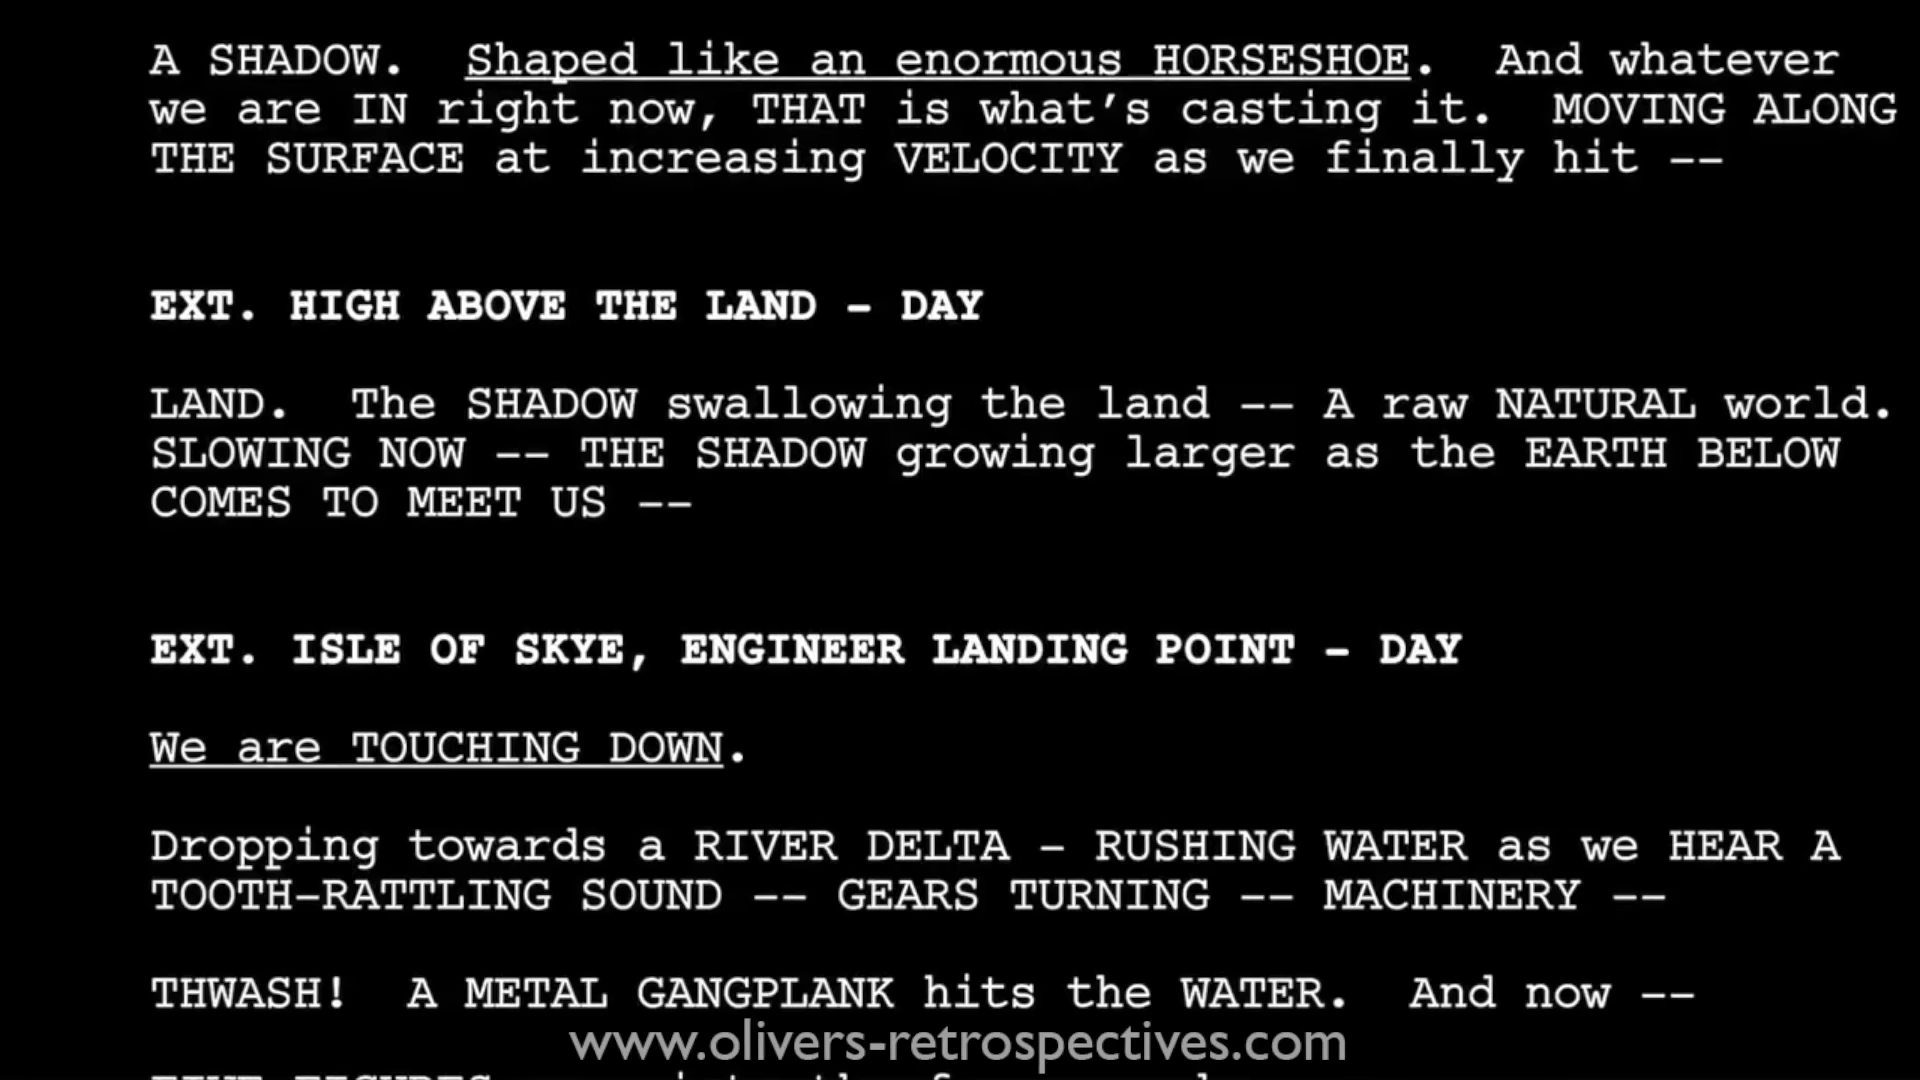 A SHADOW.  Shaped like an enormous HORSESHOE.  And whatever
we are IN right now, THAT is what's casting it.  MOVING ALONG
THE SURFACE at increasing VELOCITY as we finally hit --
EXT. HIGH ABOVE THE LAND - DAY
LAND.  The SHADOW swallowing the land -- A raw NATURAL world.
SLOWING NOW -- THE SHADOW growing larger as the EARTH BELOW
COMES TO MEET US --
EXT. ISLE OF SKYE, ENGINEER LANDING POINT - DAY
We are TOUCHING DOWN.
Dropping towards a RIVER DELTA - RUSHING WATER as we HEAR A
TOOTH-RATTLING SOUND -- GEARS TURNING -- MACHINERY --
THWASH!  A METAL GANGPLANK hits the WATER.  And now --
www.olivers-retrospectives.com